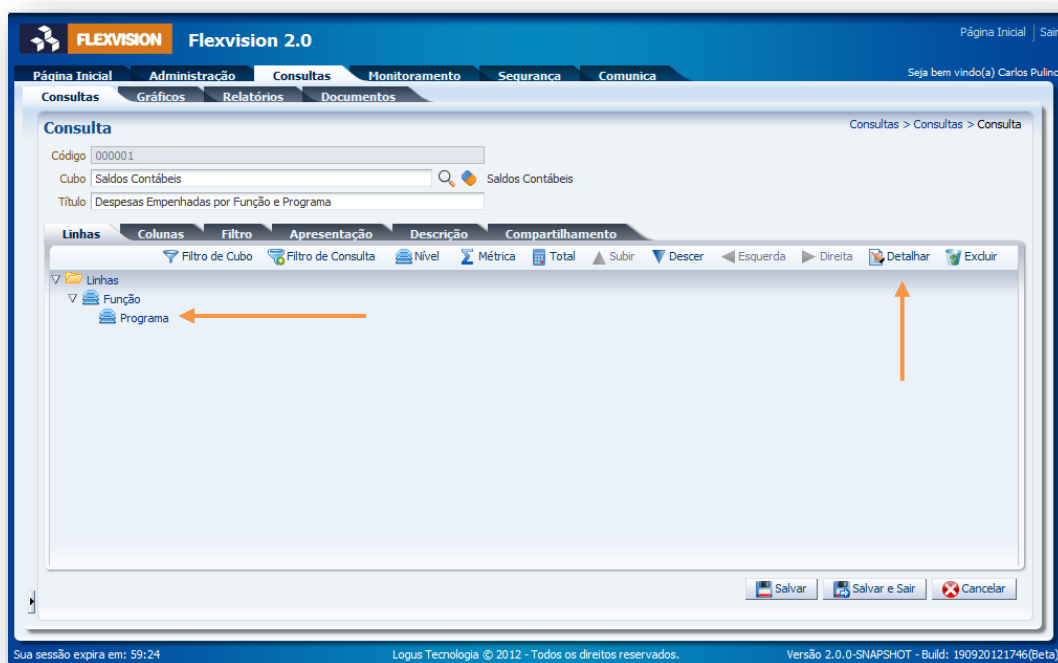 Página Inicial Sair
FLEXVISION Flexvision 2.0
Página Inicial Administração Consultas Monitoramento Segurança Comunica Seja bem vindo(a) Carlos Pulino
Consultas Gráficos Relatórios Documentos
Consulta Consultas > Consultas > Consulta
Código 000001
Cubo Saldos Contábeis Saldos Contábeis
Título Despesas Empenhadas por Função e Programa
Linhas Colunas Filtro Apresentação Descrição Compartilhamento
Filtro de Cubo Filtro de Consulta Nível Métrica Total Subir Descer Esquerda Direita Detalhar Excluir
Linhas
Função
Programa
Salvar Salvar e Sair Cancelar
Sua sessão expira em: 59:24 Logus Tecnologia © 2012 - Todos os direitos reservados. Versão 2.0.0-SNAPSHOT - Build: 190920121746(Beta)